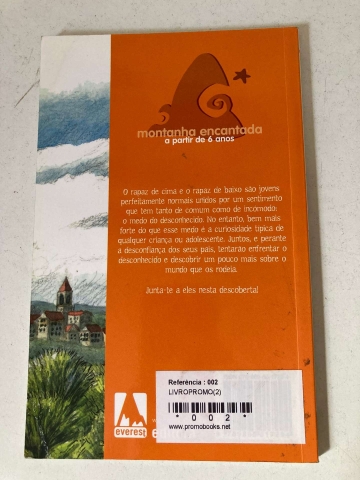 montanha encantada
a partir de 6 anos
O rapaz de cima e o rapaz de baixo são jovens
perfeitamente normais unidos por um sentimento
que tem tanto de comum como de incómodo:
o medo do desconhecido. No entanto, bem mais
forte do que esse medo é a curiosidade típica de
qualquer criança ou adolescente. Juntos, e perante
a desconfiança dos seus pais, tentarão enfrentar o
desconhecido e descobrir um pouco mais sobre o
mundo que os rodeia.
Junta-te a eles nesta descoberta!
Referência : 002
LIVROPROMO(2)
* 0 0 2 *
www.promobooks.net
everest